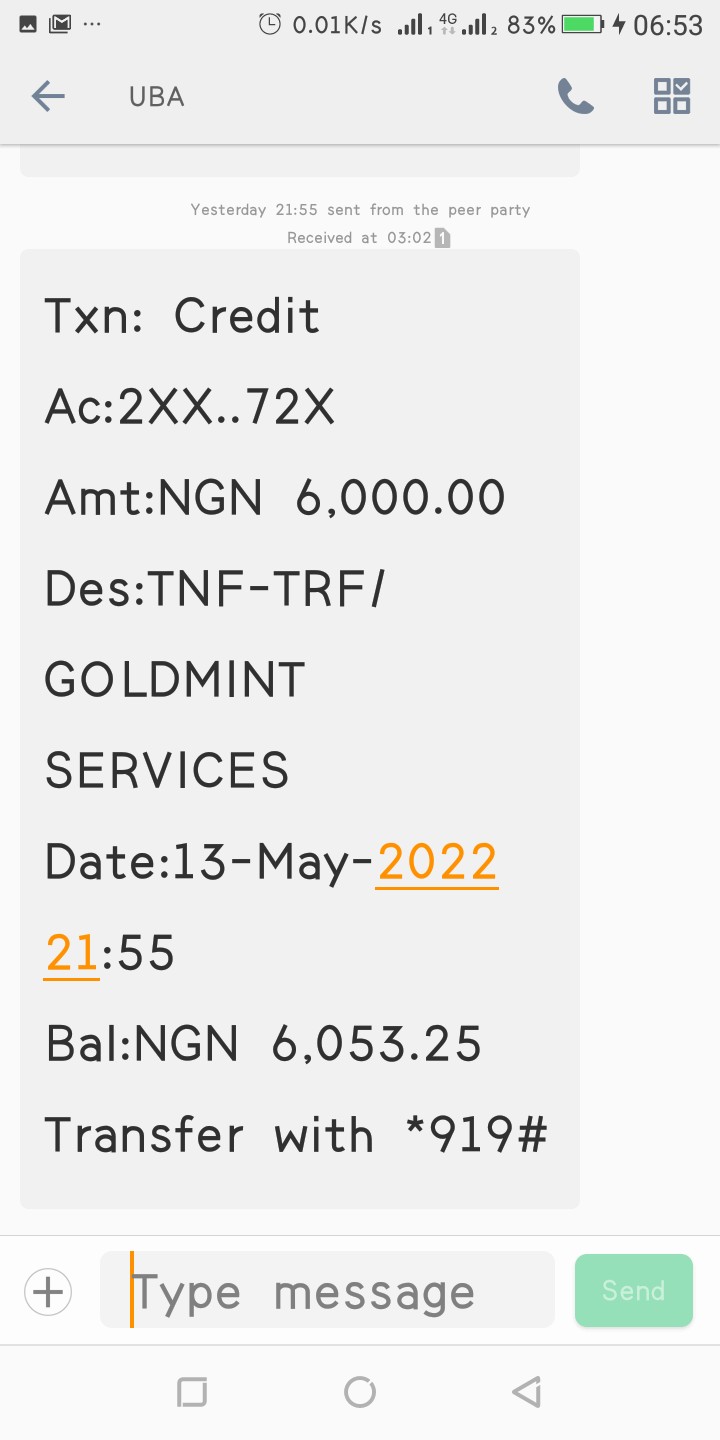 0.01K/s 1 4G 2 83% 06:53
UBA
Yesterday 21:55 sent from the peer party
Received at 03:02 1
Txn: Credit
Ac:2XX..72X
Amt:NGN 6,000.00
Des:TNF-TRF/
GOLDMINT
SERVICES
Date:13-May-2022
21:55
Bal:NGN 6,053.25
Transfer with *919#
Type message
Send